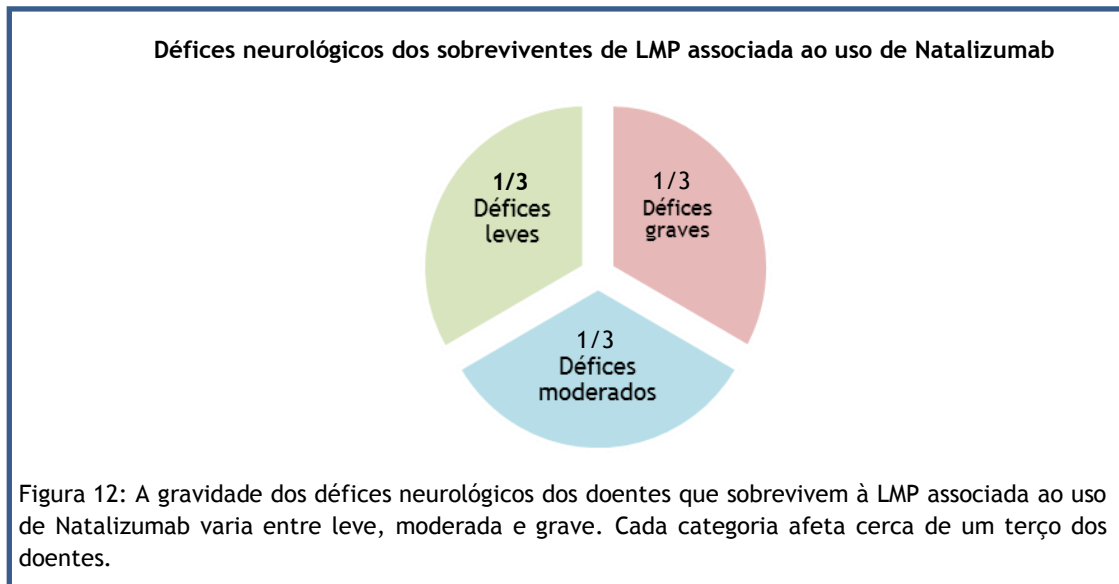 Défices neurológicos dos sobreviventes de LMP associada ao uso de Natalizumab
1/3
Défices
leves
1/3
Défices
graves
1/3
Défices
moderados
Figura 12: A gravidade dos défices neurológicos dos doentes que sobrevivem à LMP associada ao uso
de Natalizumab varia entre leve, moderada e grave. Cada categoria afeta cerca de um terço dos
doentes.